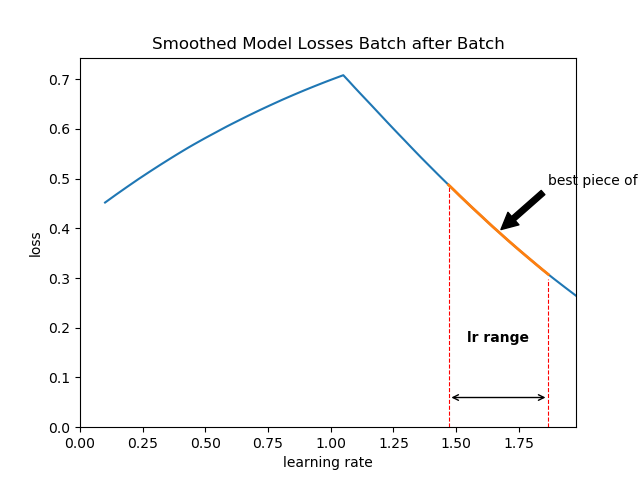 Smoothed Model Losses Batch after Batch
0.7
0.6
0.5
0.4
0.3
0.2
0.1
0.0
loss
best piece of
lr range
0.00 0.25 0.50 0.75 1.00 1.25 1.50 1.75
learning rate